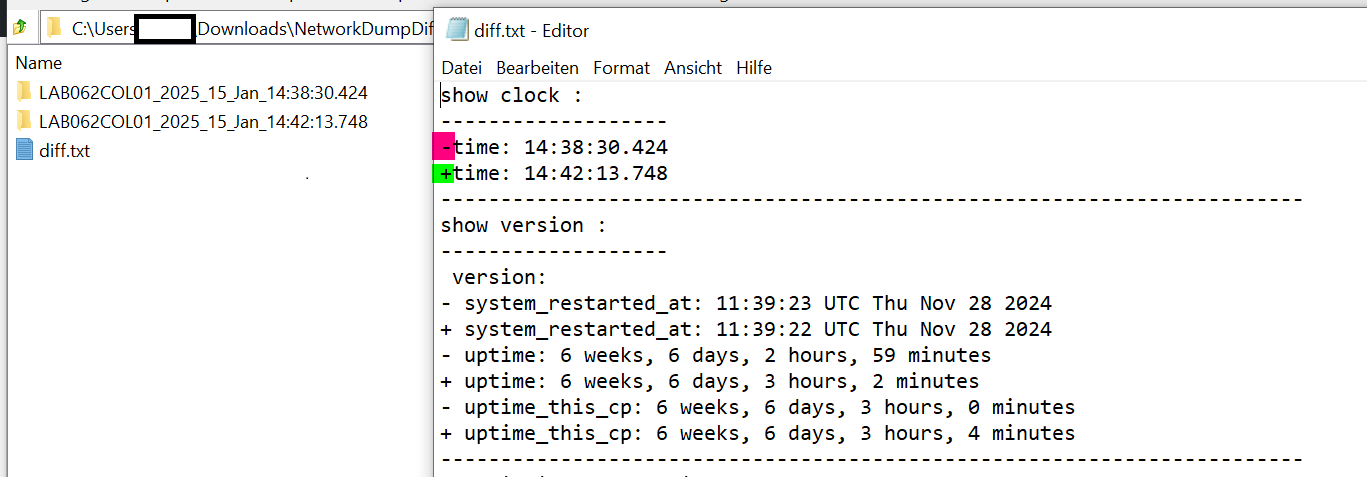 C:\Users
Downloads\NetworkDumpDif
Name
LAB062COL01_2025_15_Jan_14:38:30.424
LAB062COL01_2025_15_Jan_14:42:13.748
diff.txt
diff.txt - Editor
Datei Bearbeiten Format Ansicht Hilfe
show clock :
-------------------
-time: 14:38:30.424
+time: 14:42:13.748
------------------------------------------------------------------------
show version :
-------------------
version:
- system_restarted_at: 11:39:23 UTC Thu Nov 28 2024
+ system_restarted_at: 11:39:22 UTC Thu Nov 28 2024
- uptime: 6 weeks, 6 days, 2 hours, 59 minutes
+ uptime: 6 weeks, 6 days, 3 hours, 2 minutes
- uptime_this_cp: 6 weeks, 6 days, 3 hours, 0 minutes
+ uptime_this_cp: 6 weeks, 6 days, 3 hours, 4 minutes
------------------------------------------------------------------------